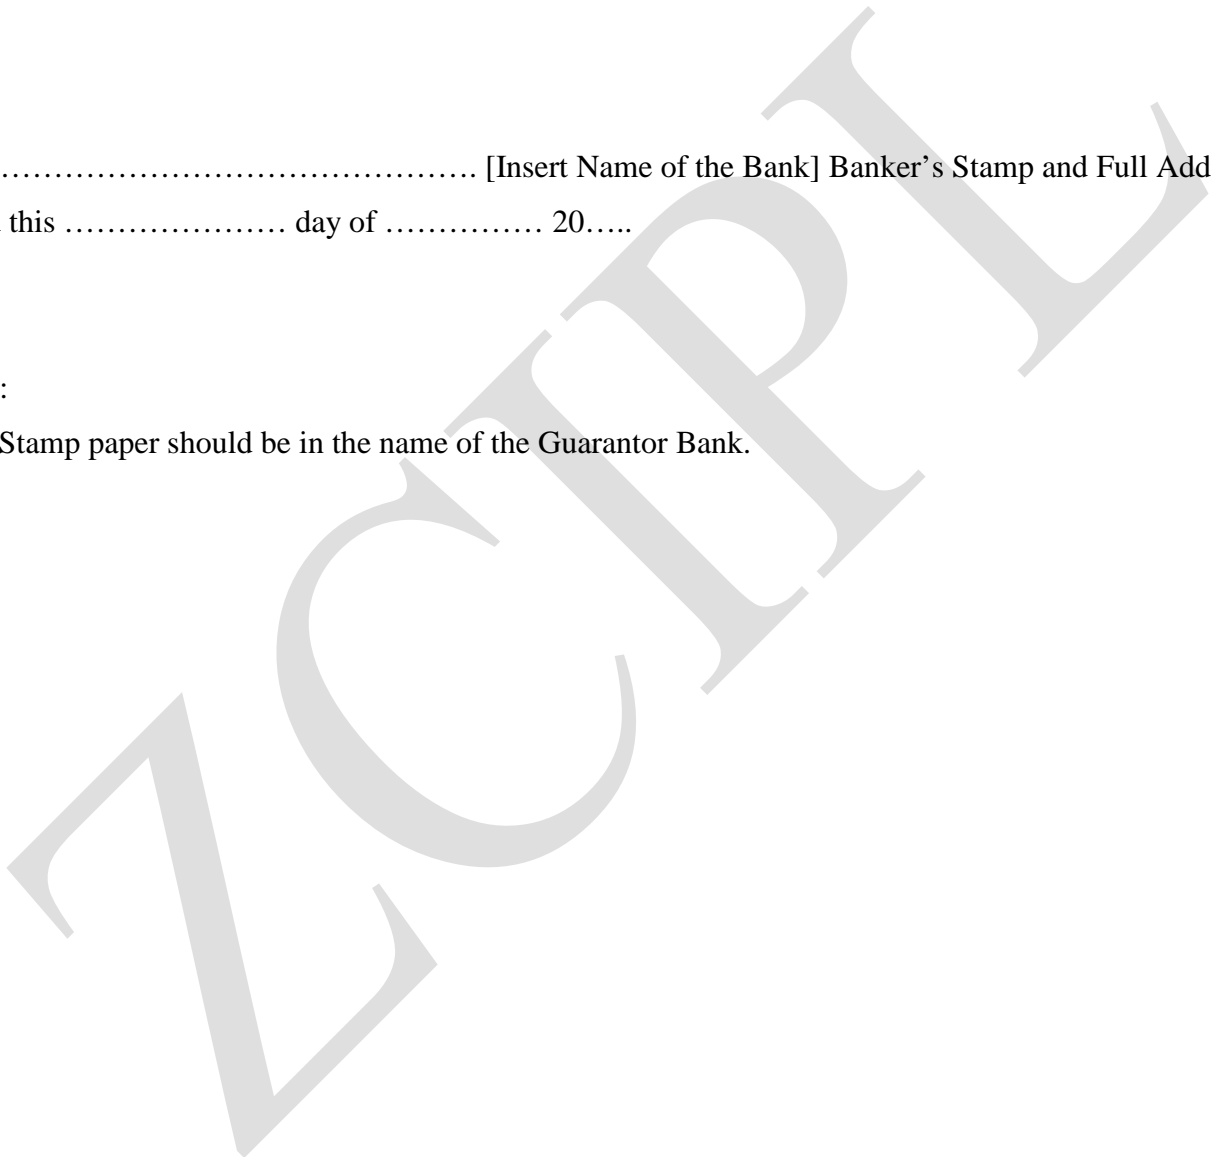 …………………………………………. [Insert Name of the Bank] Banker’s Stamp and Full Add
this ………………… day of …………… 20…..
:
Stamp paper should be in the name of the Guarantor Bank.
ZCIPL